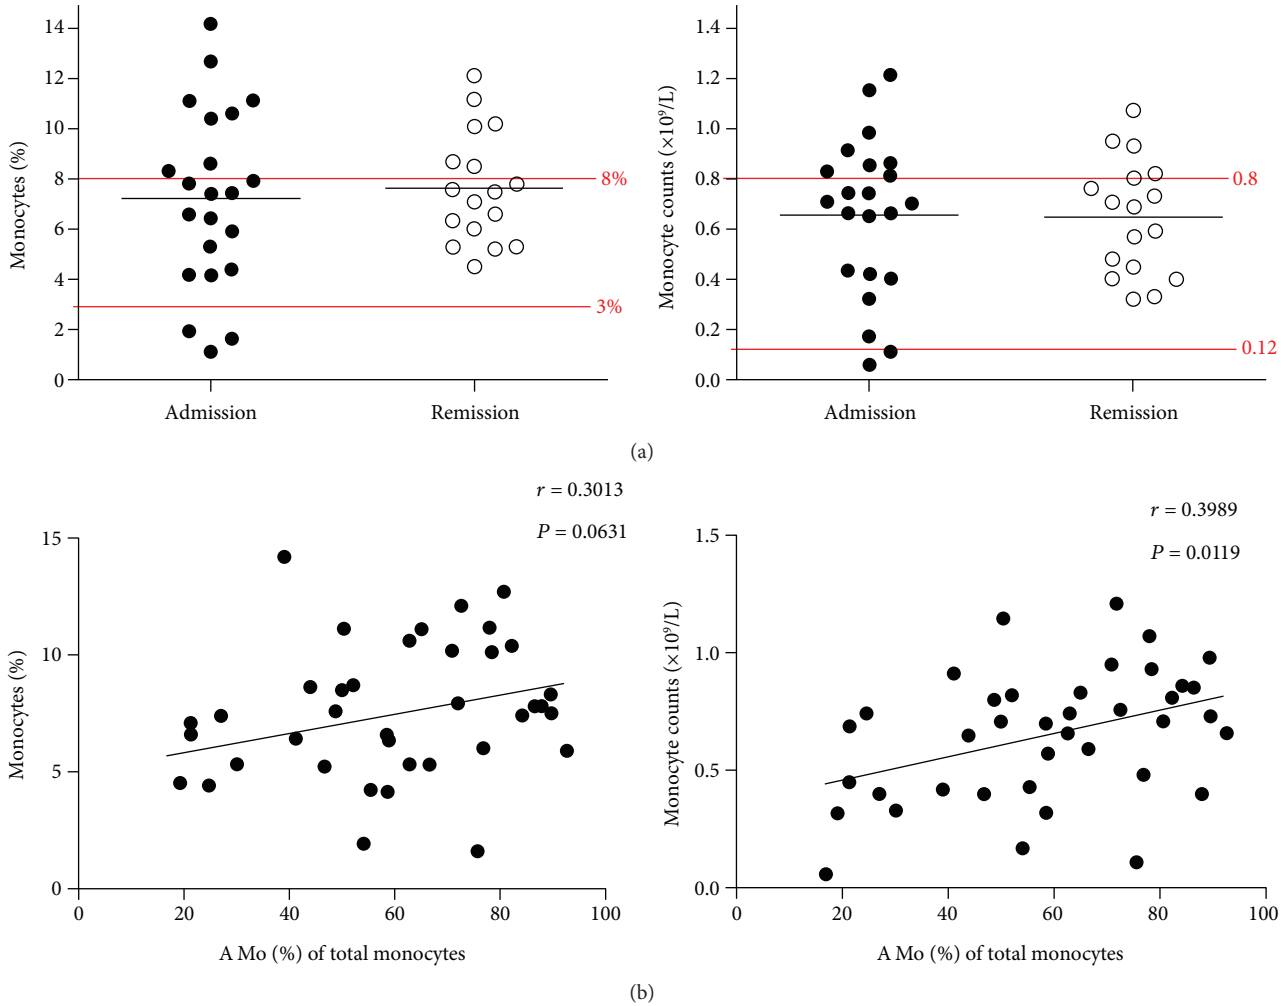 Monocytes (%)
14
12
10
8
6
4
2
0
8%
3%
Admission
Remission
Monocyte counts (×10⁹/L)
1.4
1.2
1.0
0.8
0.6
0.4
0.2
0.0
0.8
0.12
Admission
Remission
(a)
r = 0.3013
P = 0.0631
Monocytes (%)
15
10
5
0
0 20 40 60 80 100
A Mo (%) of total monocytes
r = 0.3989
P = 0.0119
Monocyte counts (×10⁹/L)
1.5
1.0
0.5
0.0
0 20 40 60 80 100
A Mo (%) of total monocytes
(b)